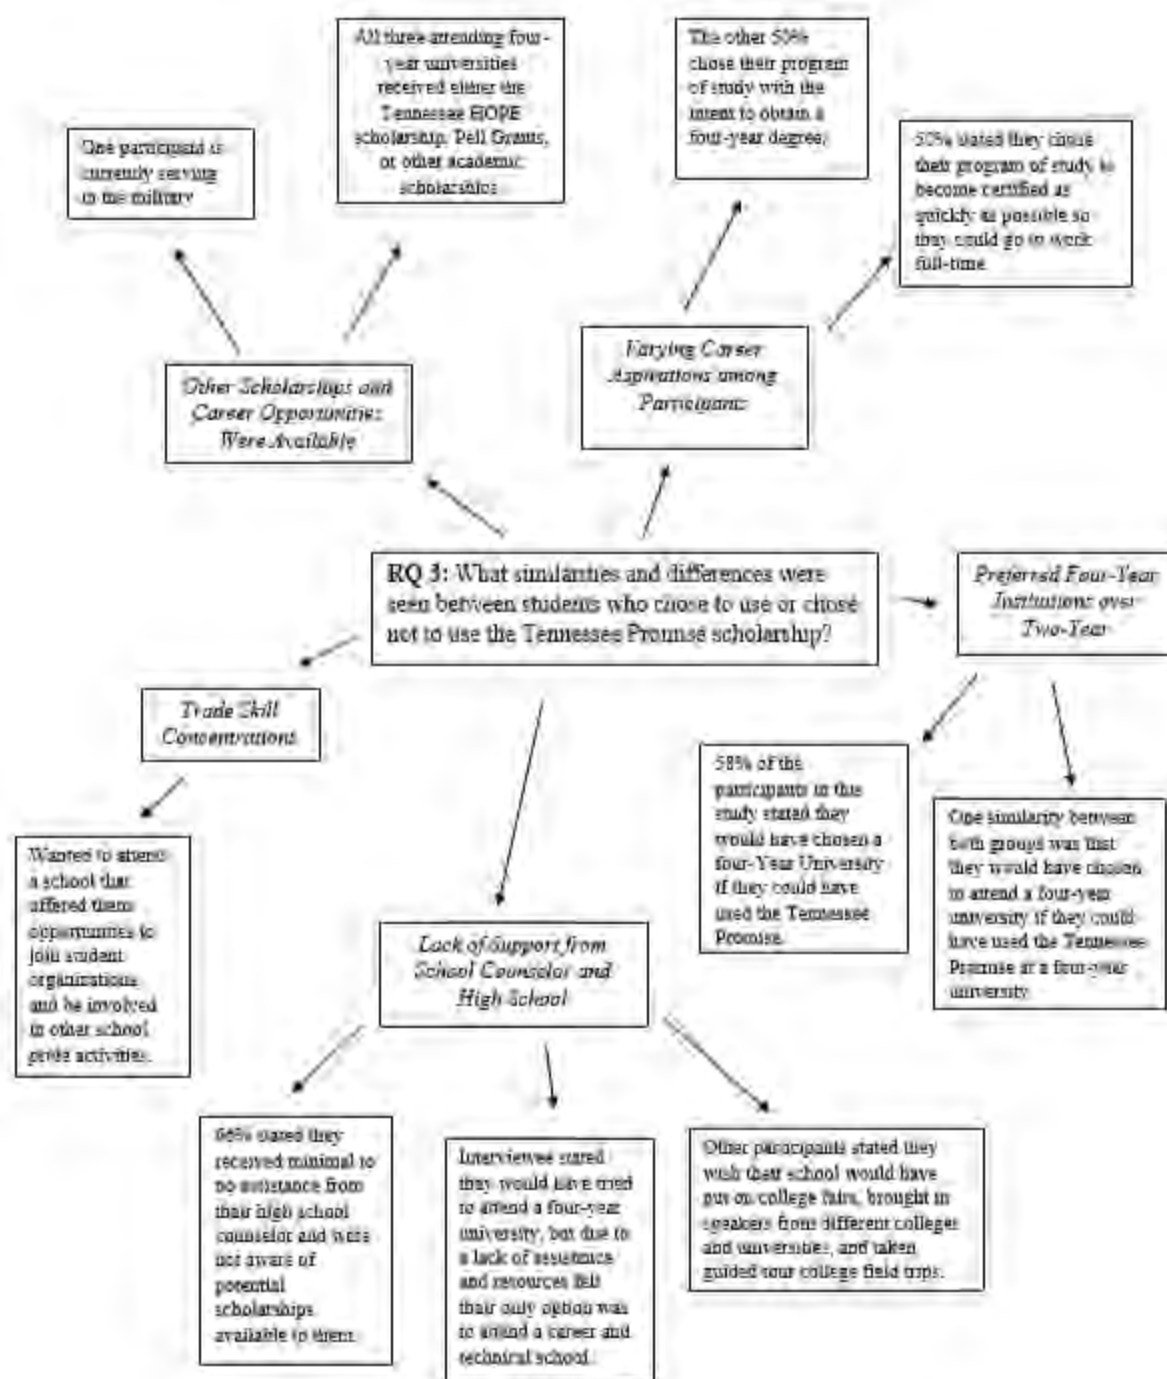 All three attending four-
year universities
received either the
Tennessee HOPE
scholarship, Pell Grants,
or other academic
scholarships
The other 50%
chose their program
of study with the
intent to obtain a
four-year degree.
One participant is
currently serving
in the military
50% stated they chose
their program of study to
become certified as
quickly as possible so
they could go to work
full-time
Other Scholarships and
Career Opportunities
Were Available
Varying Career
Aspirations among
Participants
RQ 3: What similarities and differences were
seen between students who chose to use or chose
not to use the Tennessee Promise scholarship?
Preferred Four-Year
Institutions over
Two-Year
Trade Skill
Concentrations
58% of the
participants in this
study stated they
would have chosen a
four-Year University
if they could have
used the Tennessee
Promise.
One similarity between
both groups was that
they would have chosen
to attend a four-year
university if they could
have used the Tennessee
Promise at a four-year
university
Wanted to attend
a school that
offered them
opportunities to
join student
organizations
and be involved
in other school
pride activities.
Lack of Support from
School Counselor and
High School
66% stated they
received minimal to
no assistance from
their high school
counselor and were
not aware of
potential
scholarships
available to them.
Interviewee stated
they would have tried
to attend a four-year
university, but due to
a lack of assistance
and resources felt
their only option was
to attend a career and
technical school.
Other participants stated they
wish their school would have
put on college fairs, brought in
speakers from different colleges
and universities, and taken
guided tour college field trips.